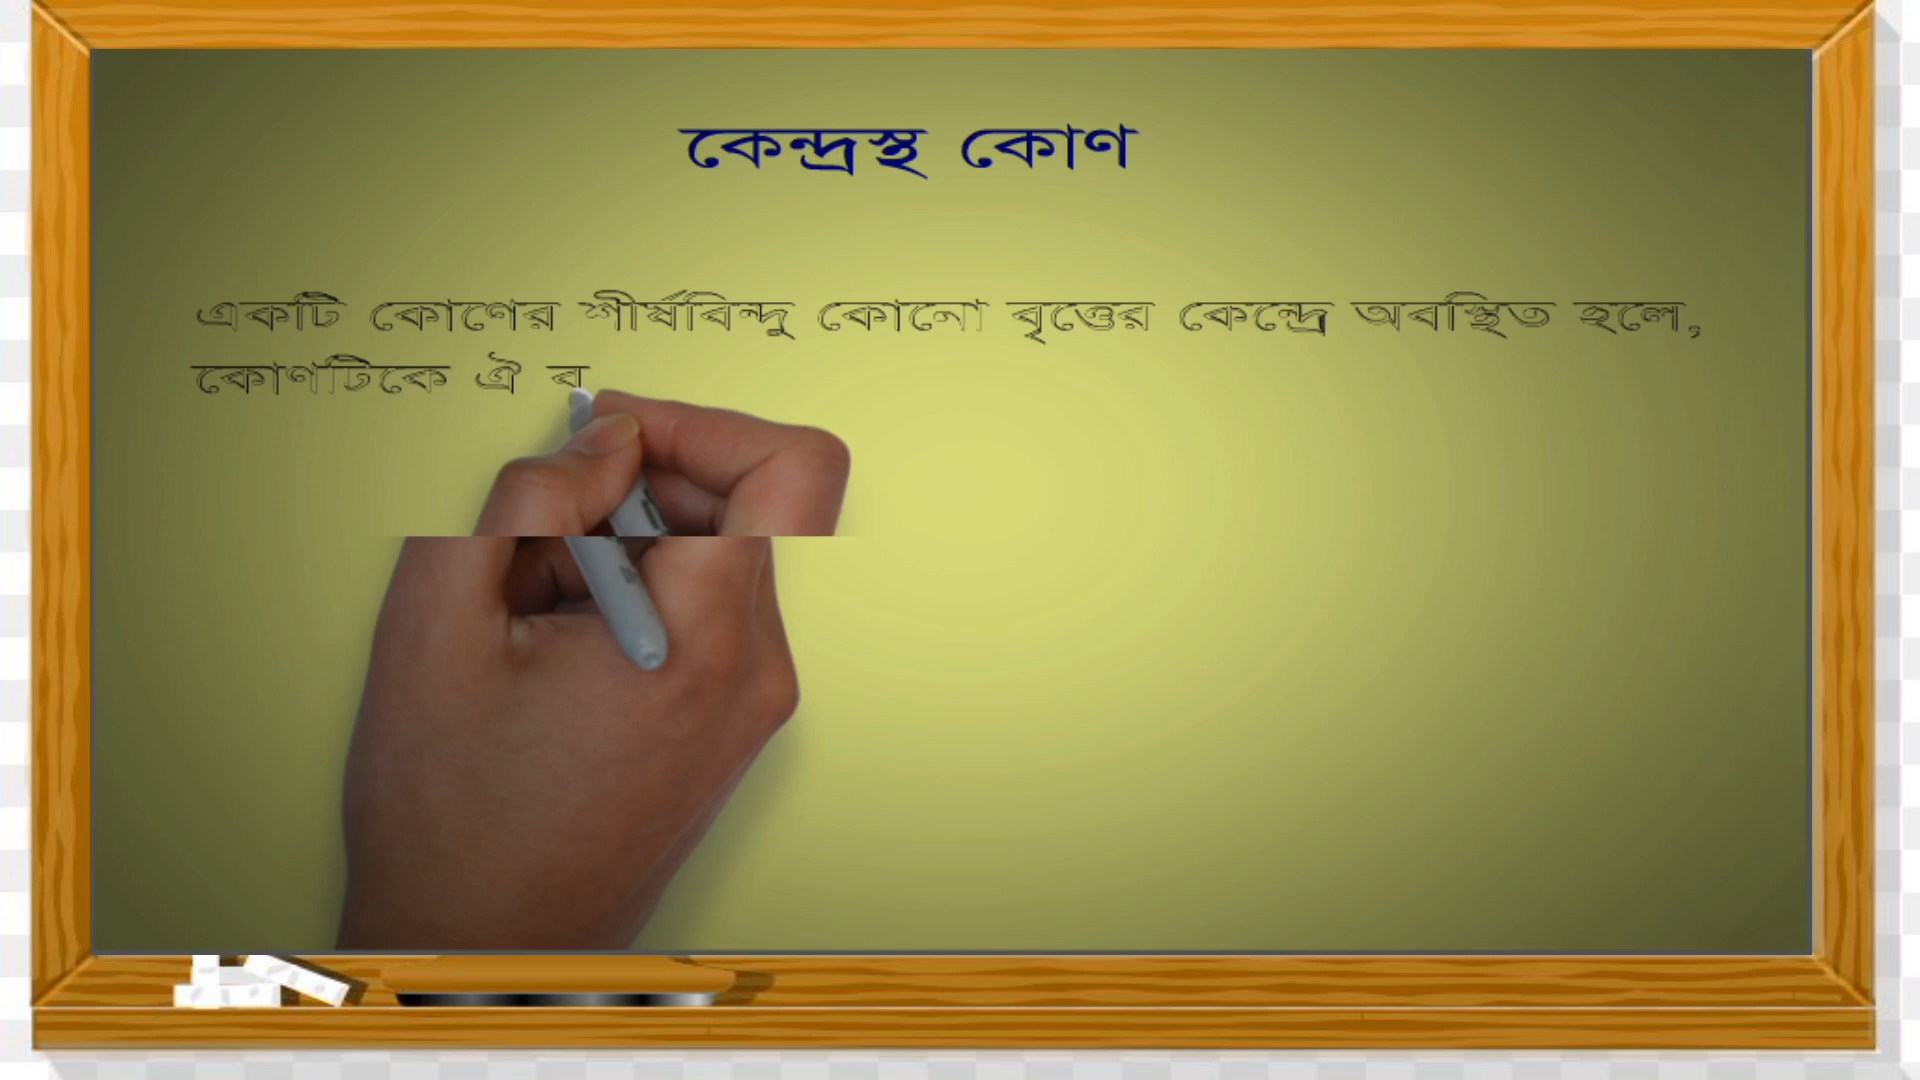 কেন্দ্রস্থ কোণ
একটি কোণের শীর্ষবিন্দু কোনো বৃত্তের কেন্দ্রে অবস্থিত হলে,
কোণটিকে ঐ ব